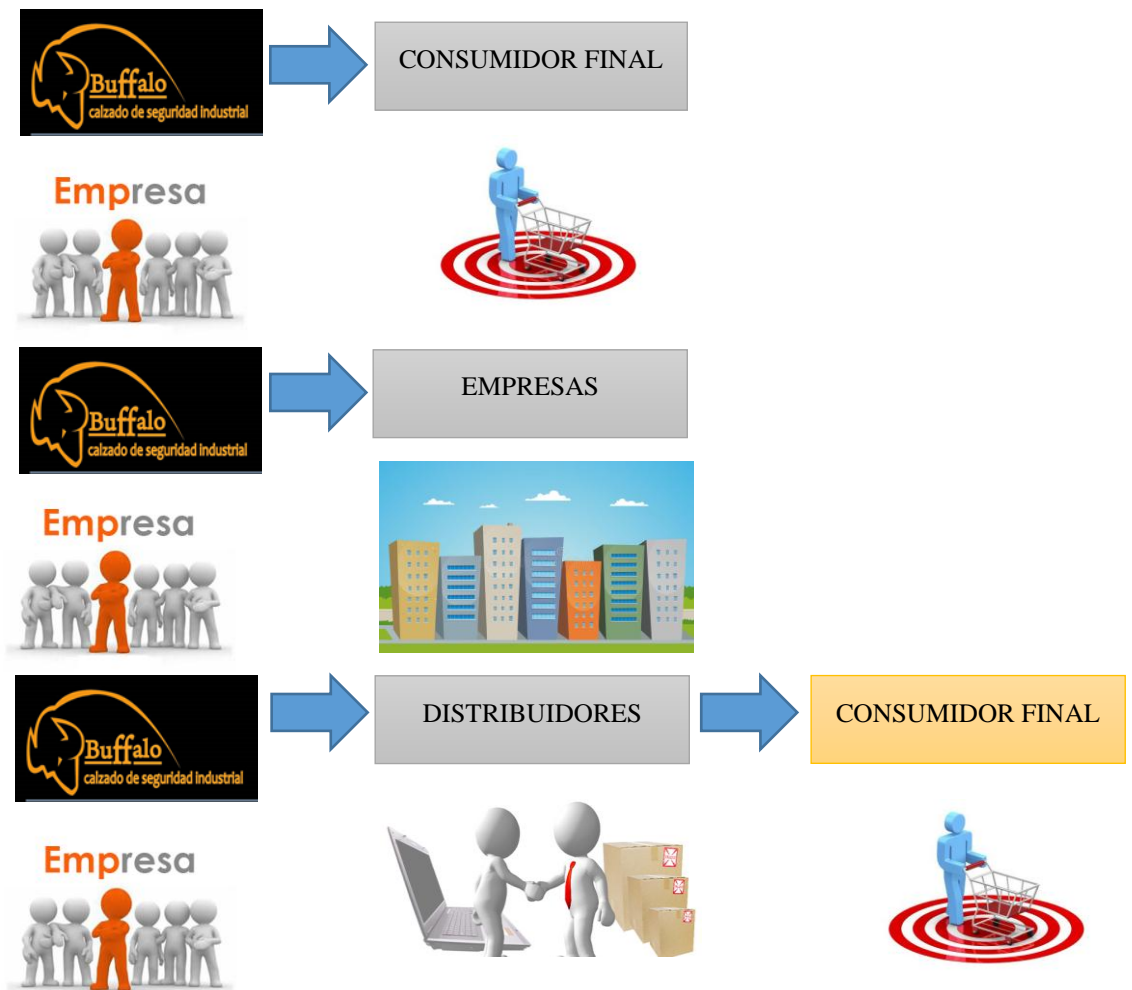 Buffalo
calzado de seguridad industrial
CONSUMIDOR FINAL
Empresa
Buffalo
calzado de seguridad industrial
EMPRESAS
Empresa
Buffalo
calzado de seguridad industrial
DISTRIBUIDORES
CONSUMIDOR FINAL
Empresa